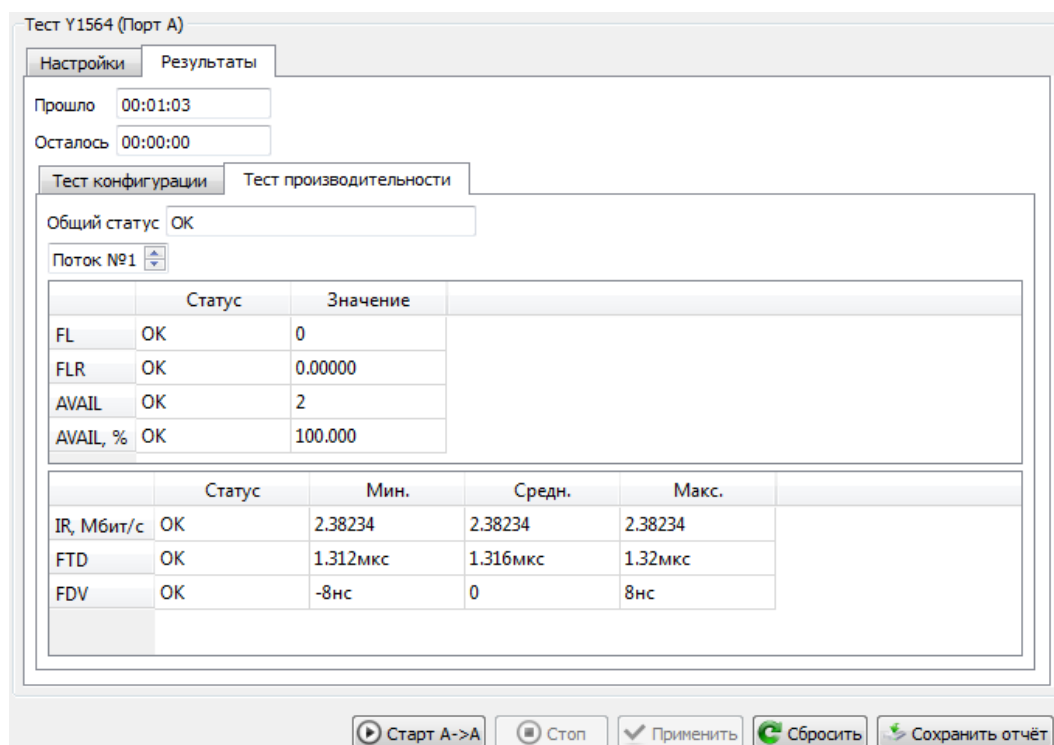 Тест Y1564 (Порт A)
Настройки Результаты
Прошло 00:01:03
Осталось 00:00:00
Тест конфигурации Тест производительности
Общий статус OK
Поток №1
Статус Значение
FL OK 0
FLR OK 0.00000
AVAIL OK 2
AVAIL, % OK 100.000
Статус Мин. Средн. Макс.
IR, Мбит/с OK 2.38234 2.38234 2.38234
FTD OK 1.312мкс 1.316мкс 1.32мкс
FDV OK -8нс 0 8нс
Старт A->A Стоп Применить Сбросить Сохранить отчёт